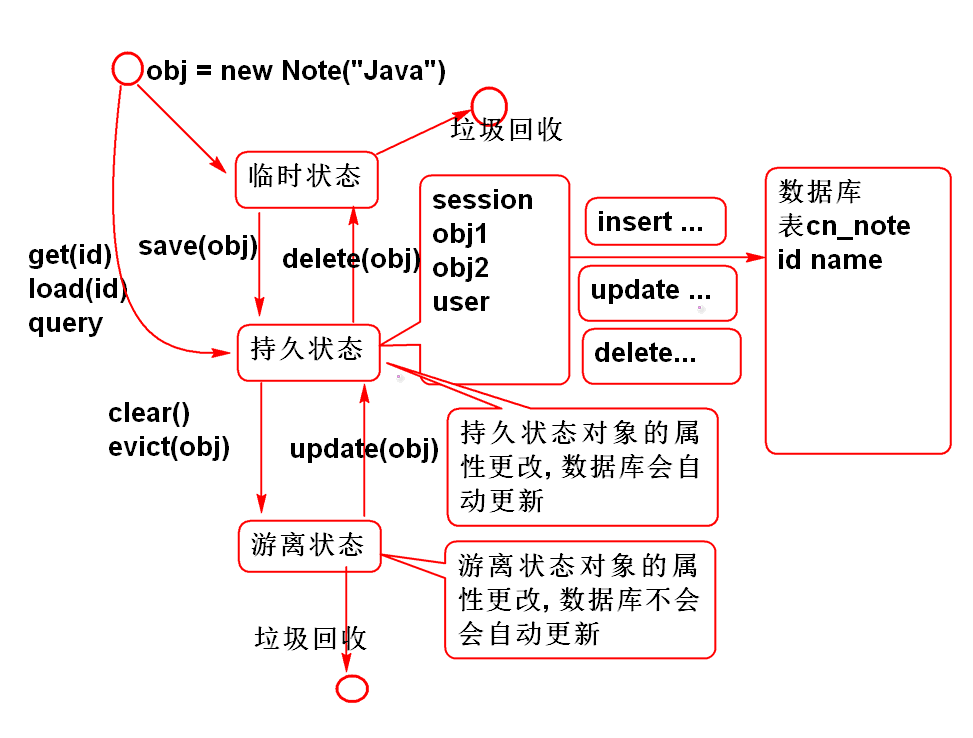 obj = new Note("Java")
垃圾回收
临时状态
save(obj)
delete(obj)
get(id)
load(id)
query
session
obj1
obj2
user
insert ...
update ...
delete...
数据库
表cn_note
id name
持久状态
clear()
evict(obj)
update(obj)
持久状态对象的属
性更改, 数据库会自
动更新
游离状态
游离状态对象的属
性更改, 数据库不会
会自动更新
垃圾回收